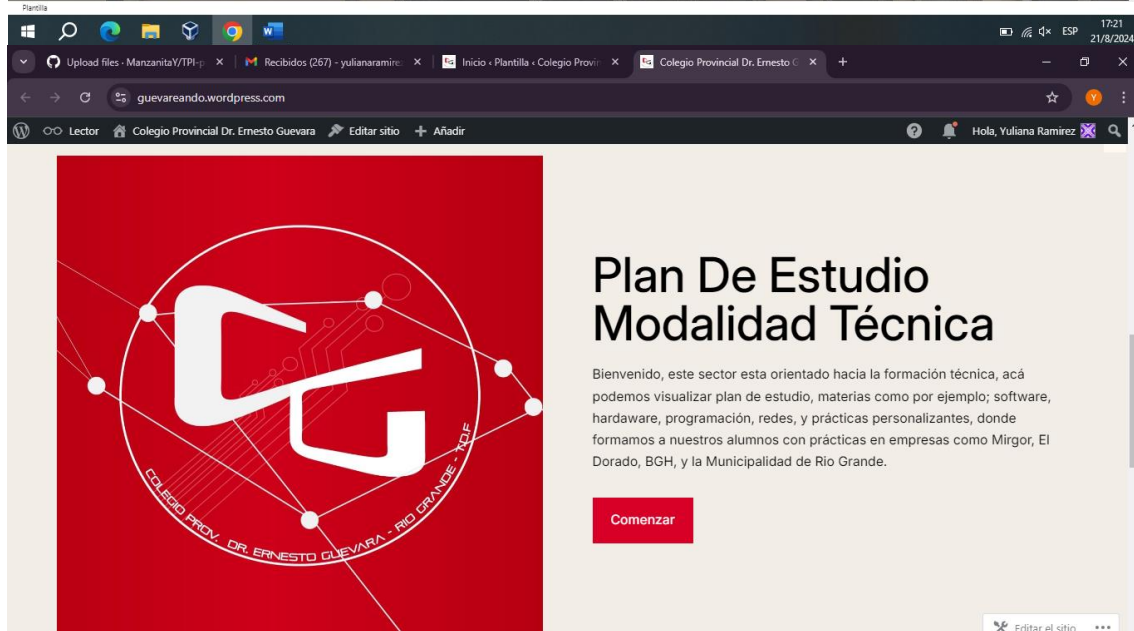 Plantilla
ESP
17:21
21/8/2024
Upload files · ManzanitaY/TPI-p
Recibidos (267) - yulianaramire
Inicio ‹ Plantilla ‹ Colegio Provin
Colegio Provincial Dr. Ernesto G
guevareando.wordpress.com
Y
Lector
Colegio Provincial Dr. Ernesto Guevara
Editar sitio
Añadir
Hola, Yuliana Ramirez
CG
COLEGIO PROV. DR. ERNESTO GUEVARA - RIO GRANDE - T.D.F
Plan De Estudio
Modalidad Técnica
Bienvenido, este sector esta orientado hacia la formación técnica, acá
podemos visualizar plan de estudio, materias como por ejemplo; software,
hardaware, programación, redes, y prácticas personalizantes, donde
formamos a nuestros alumnos con prácticas en empresas como Mirgor, El
Dorado, BGH, y la Municipalidad de Rio Grande.
Comenzar
Editar el sitio